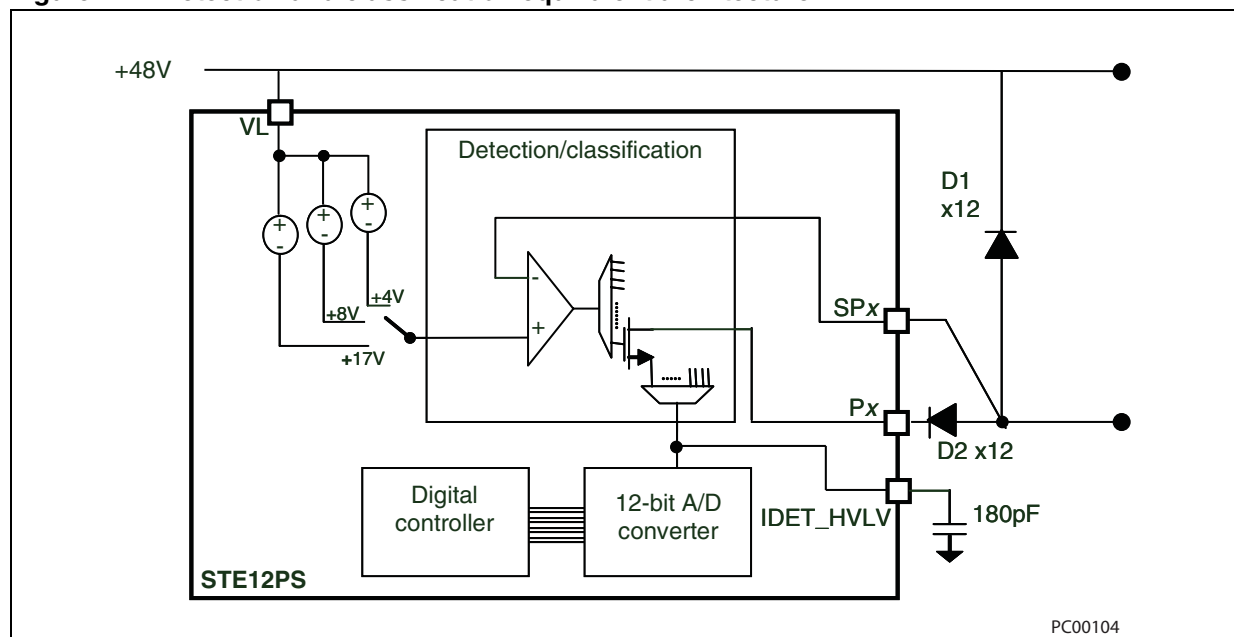 +48V
VL
Detection/classification
D1
x12
+
-
+
-
+
-
-
+4V
+8V
+
+17V
SPx
Px
D2 x12
Digital
controller
12-bit A/D
converter
IDET_HVLV
180pF
STE12PS
PC00104